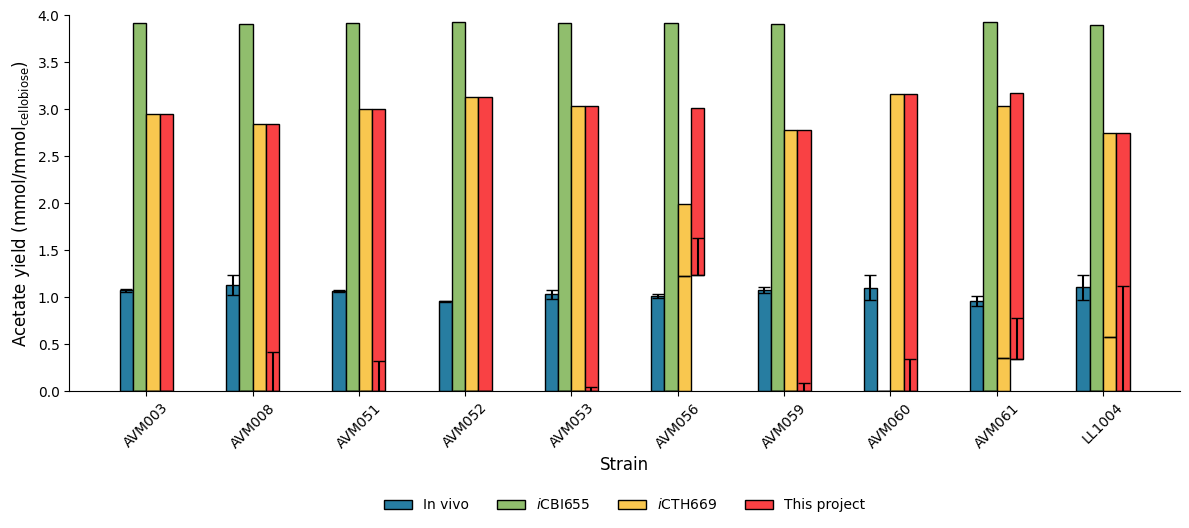 Acetate yield (mmol/mmol_cellobiose)
4.0
3.5
3.0
2.5
2.0
1.5
1.0
0.5
0.0
AVM003 AVM008 AVM051 AVM052 AVM053 AVM056 AVM059 AVM060 AVM061 LL1004
Strain
In vivo iCBI655 iCTH669 This project